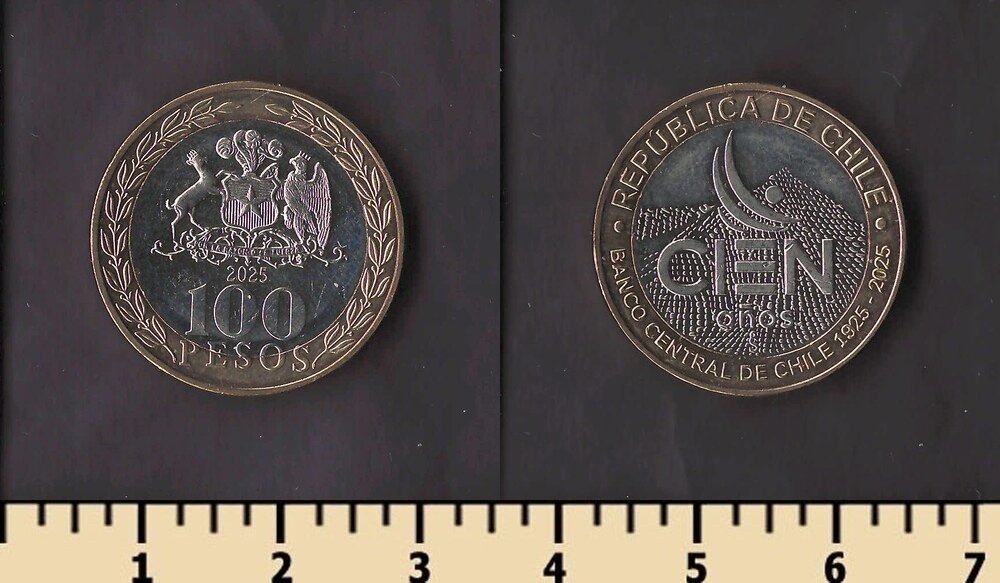 2025
100
PESOS
REPÚBLICA DE CHILE
CIEN
años
BANCO CENTRAL DE CHILE 1925 - 2025
1 2 3 4 5 6 7